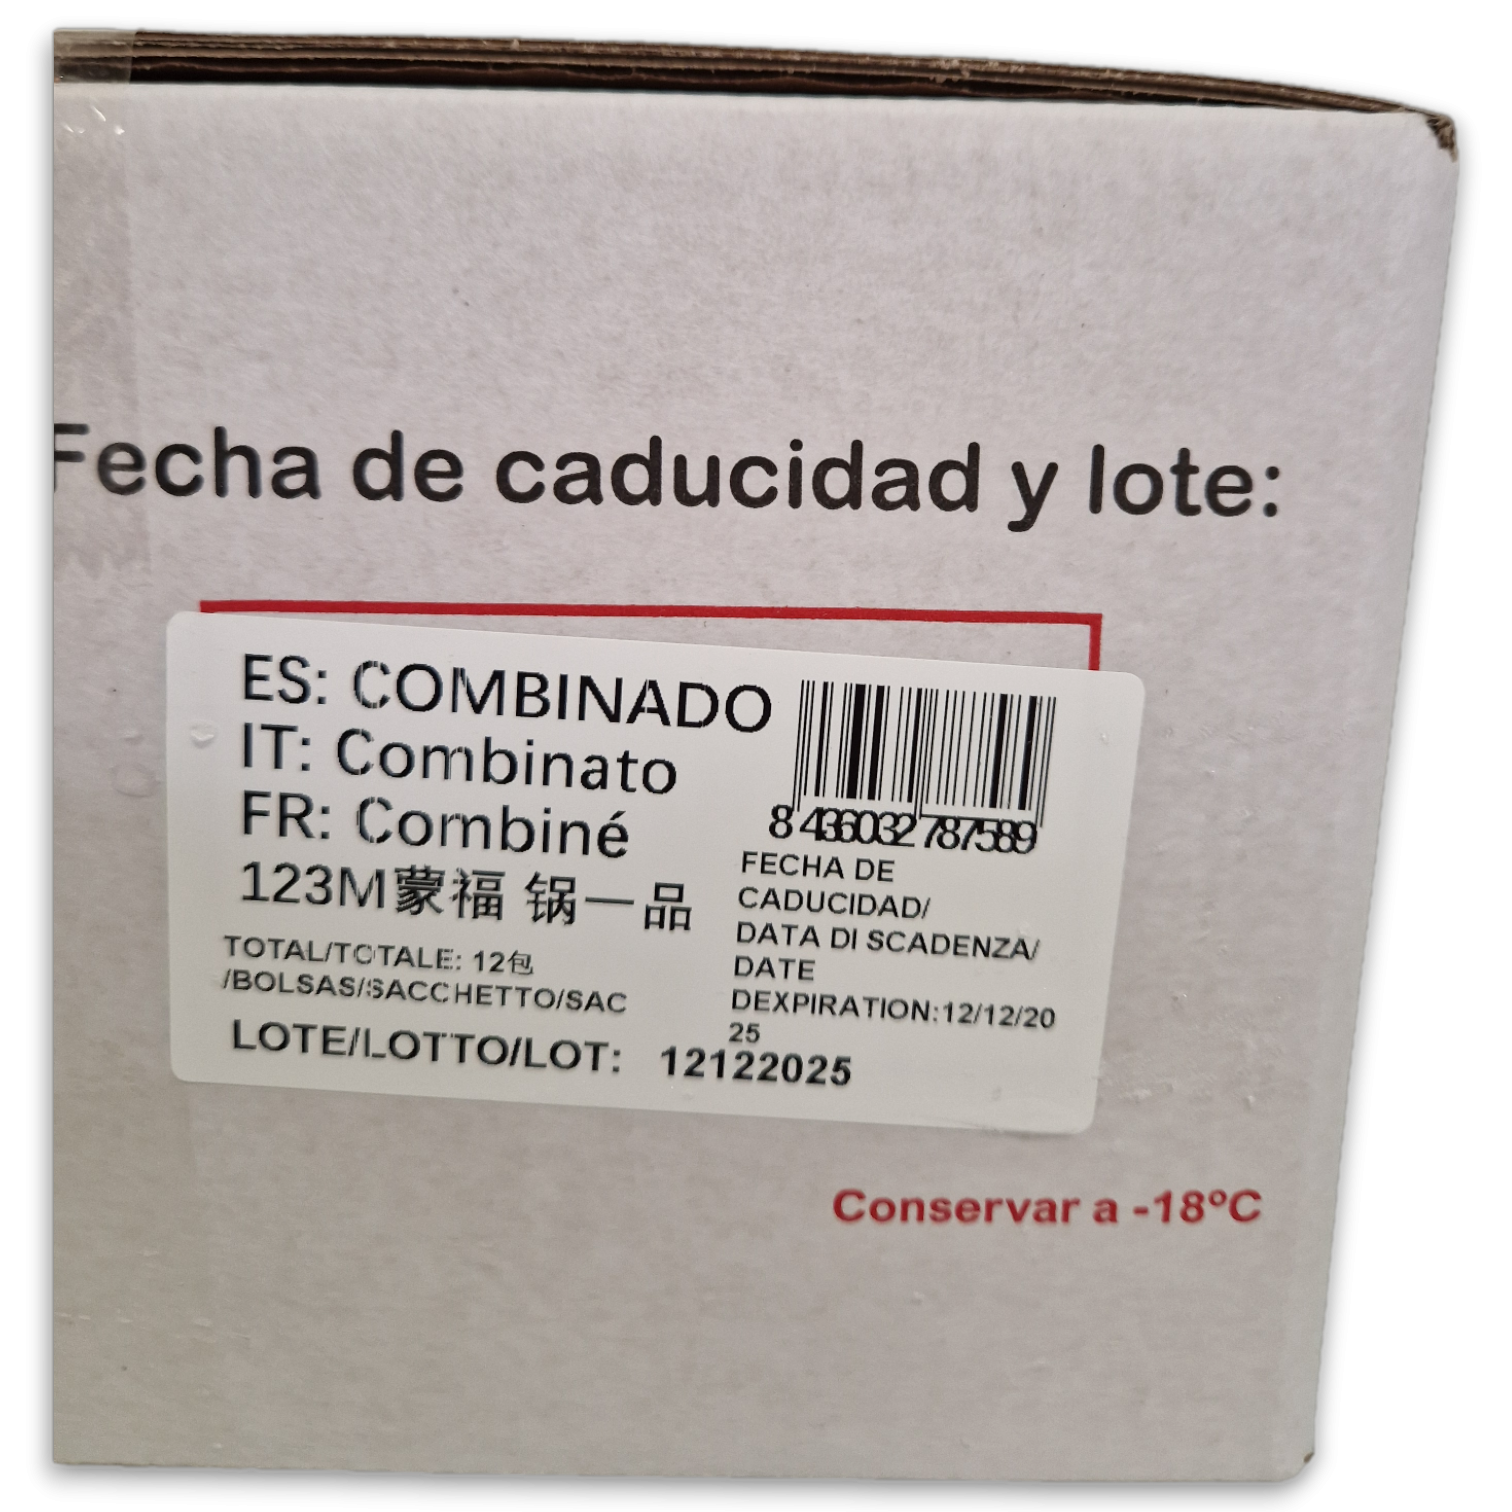 Fecha de caducidad y lote:
ES: COMBINADO
IT: Combinato
FR: Combiné
123M蒙福 锅一品
TOTAL/TOTALE: 12包
/BOLSAS/SACCHETTO/SAC
LOTE/LOTTO/LOT: 12122025
8 436032 787589
FECHA DE
CADUCIDAD/
DATA DI SCADENZA/
DATE
DEXPIRATION:12/12/20
25
Conservar a -18ºC